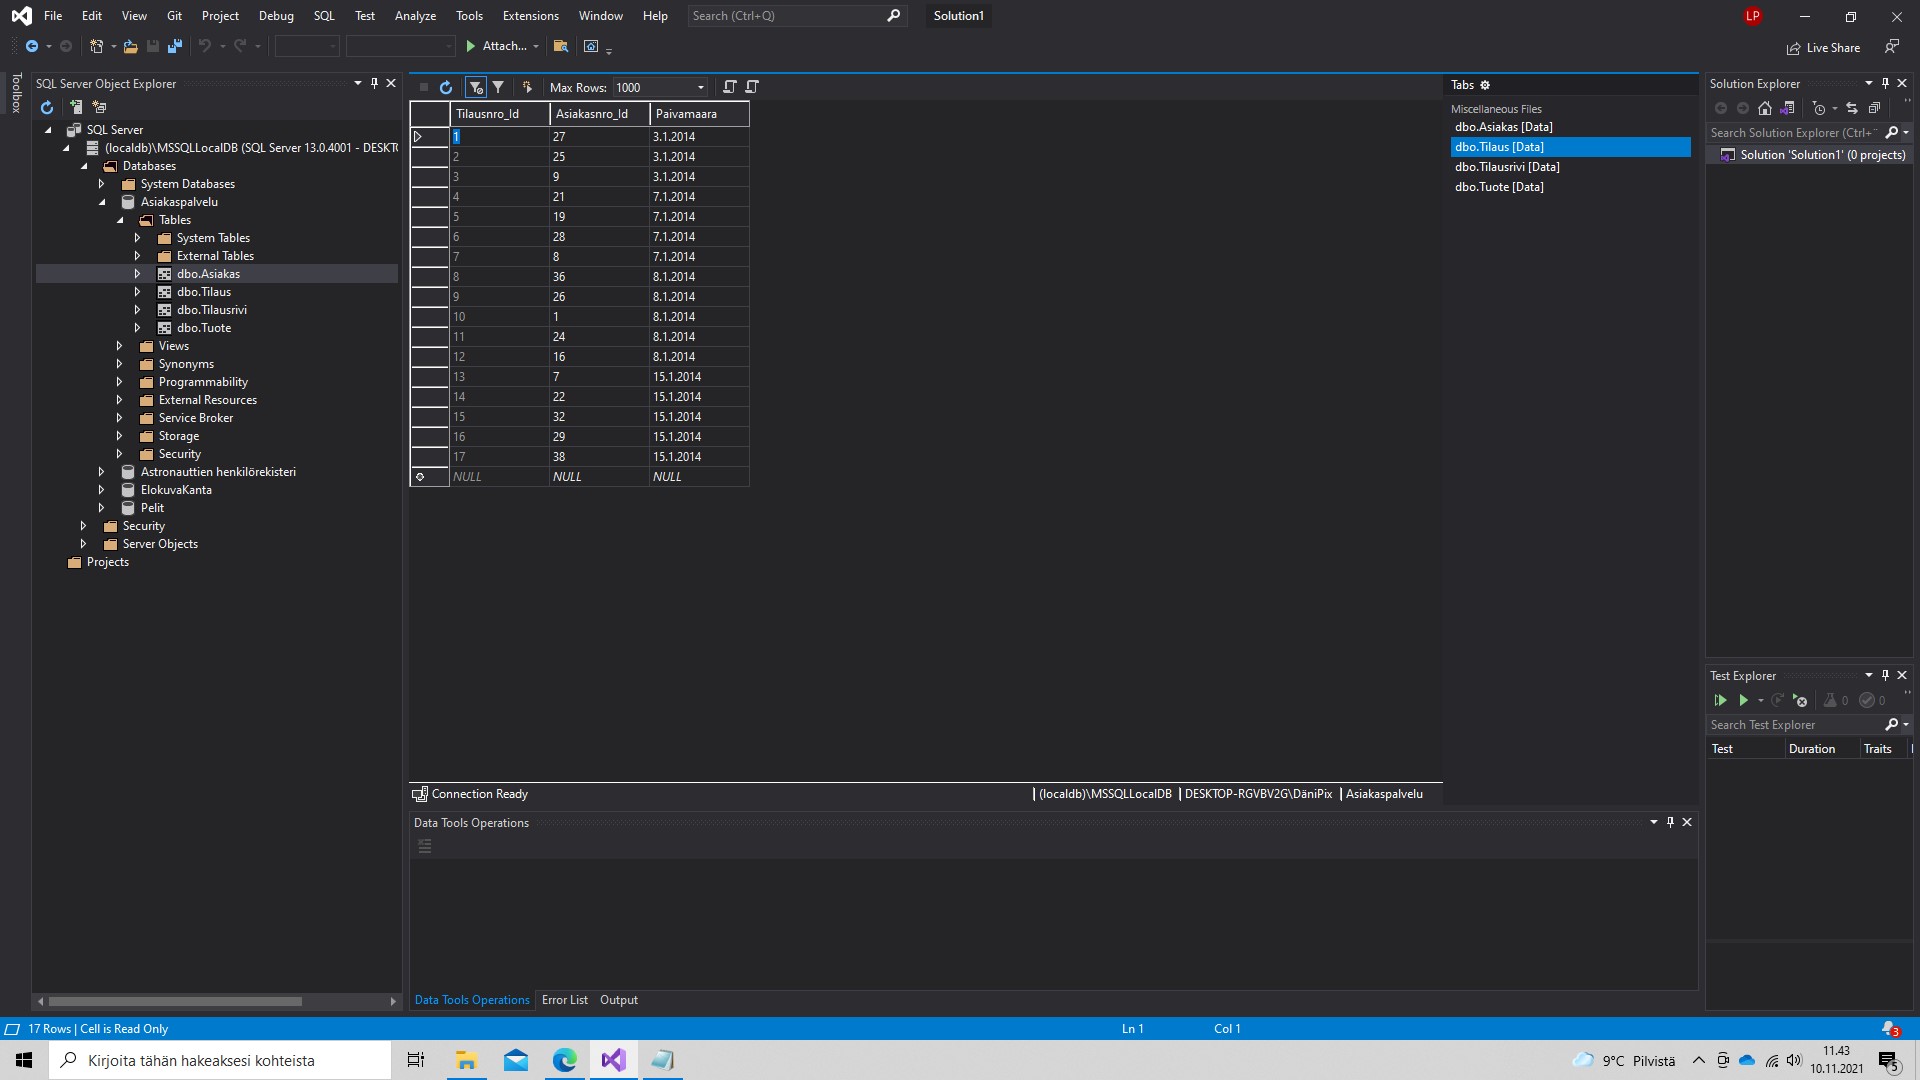 File Edit View Git Project Debug SQL Test Analyze Tools Extensions Window Help Search (Ctrl+Q) Solution1 LP
Attach... Live Share
Toolbox
SQL Server Object Explorer
SQL Server
(localdb)\MSSQLLocalDB (SQL Server 13.0.4001 - DESKT
Databases
System Databases
Asiakaspalvelu
Tables
System Tables
External Tables
dbo.Asiakas
dbo.Tilaus
dbo.Tilausrivi
dbo.Tuote
Views
Synonyms
Programmability
External Resources
Service Broker
Storage
Security
Astronauttien henkilörekisteri
ElokuvaKanta
Pelit
Security
Server Objects
Projects
Max Rows: 1000
Tilausnro_Id Asiakasnro_Id Paivamaara
1 27 3.1.2014
2 25 3.1.2014
3 9 3.1.2014
4 21 7.1.2014
5 19 7.1.2014
6 28 7.1.2014
7 8 7.1.2014
8 36 8.1.2014
9 26 8.1.2014
10 1 8.1.2014
11 24 8.1.2014
12 16 8.1.2014
13 7 15.1.2014
14 22 15.1.2014
15 32 15.1.2014
16 29 15.1.2014
17 38 15.1.2014
NULL NULL NULL
Connection Ready (localdb)\MSSQLLocalDB DESKTOP-RGVBV2G\DäniPix Asiakaspalvelu
Tabs
Miscellaneous Files
dbo.Asiakas [Data]
dbo.Tilaus [Data]
dbo.Tilausrivi [Data]
dbo.Tuote [Data]
Solution Explorer
Search Solution Explorer (Ctrl+
Solution 'Solution1' (0 projects)
Test Explorer
0 0
Search Test Explorer
Test Duration Traits
Data Tools Operations
Data Tools Operations Error List Output
17 Rows | Cell is Read Only Ln 1 Col 1 3
Kirjoita tähän hakeaksesi kohteista 9°C Pilvistä 11.43
10.11.2021 5